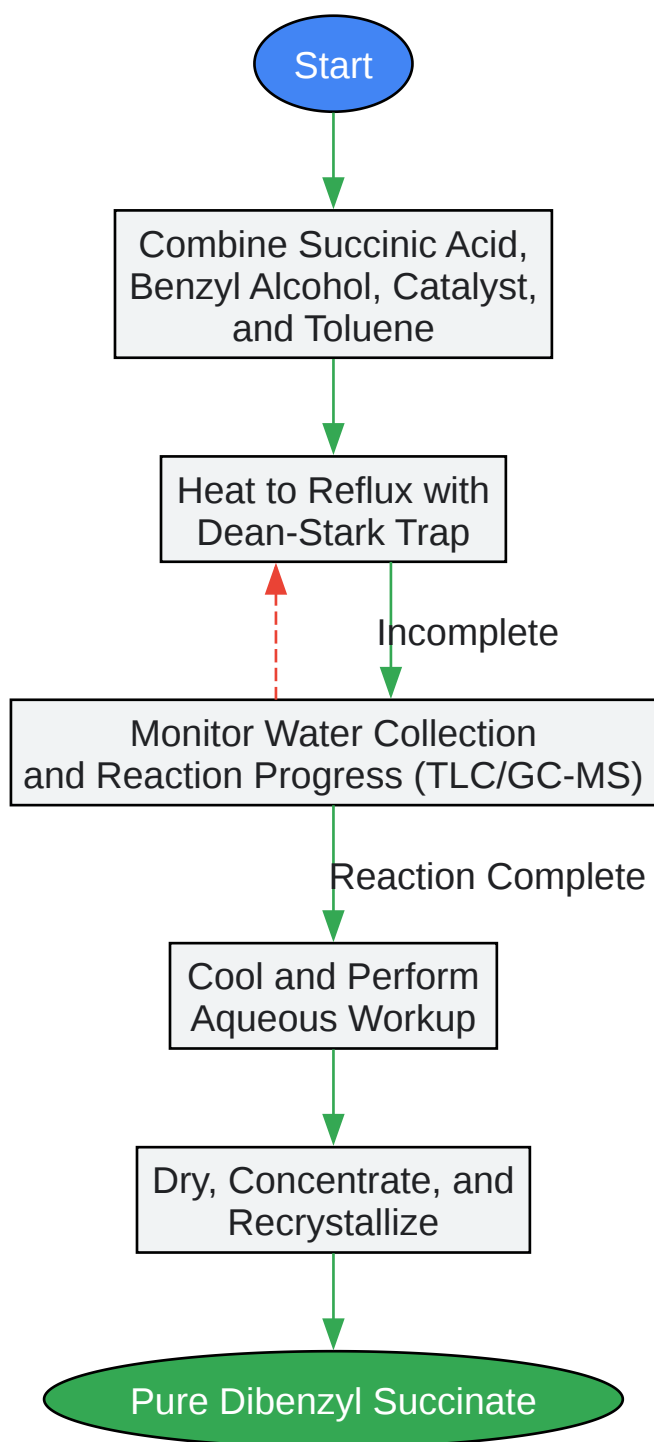 Start
Combine Succinic Acid,
Benzyl Alcohol, Catalyst,
and Toluene
Heat to Reflux with
Dean-Stark Trap
Incomplete
Monitor Water Collection
and Reaction Progress (TLC/GC-MS)
Reaction Complete
Cool and Perform
Aqueous Workup
Dry, Concentrate, and
Recrystallize
Pure Dibenzyl Succinate